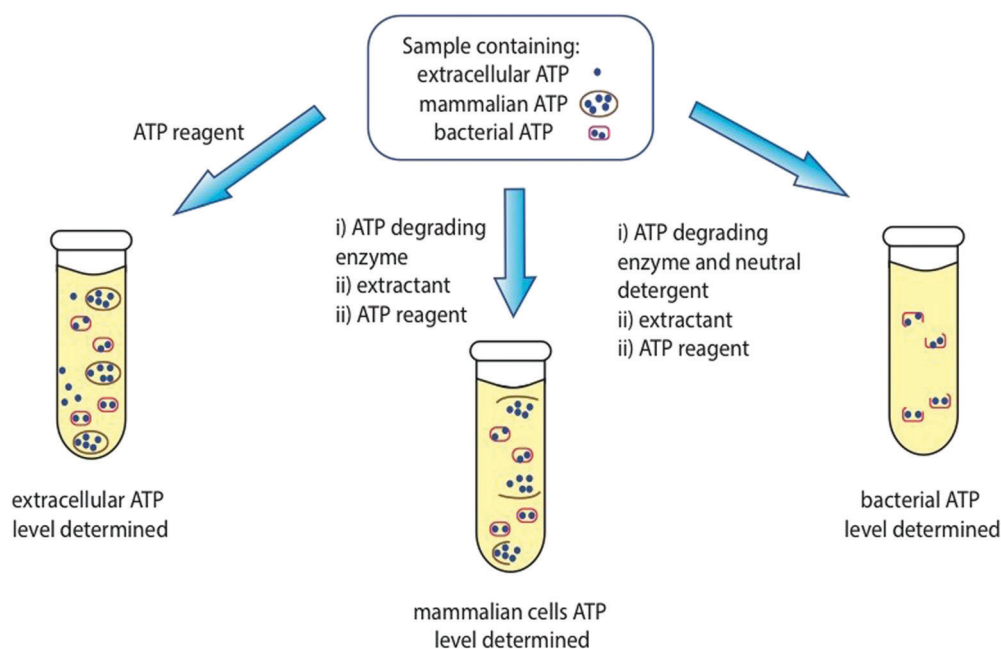 Sample containing:
extracellular ATP
mammalian ATP
bacterial ATP
ATP reagent
i) ATP degrading
enzyme
ii) extractant
ii) ATP reagent
i) ATP degrading
enzyme and neutral
detergent
ii) extractant
ii) ATP reagent
extracellular ATP
level determined
mammalian cells ATP
level determined
bacterial ATP
level determined